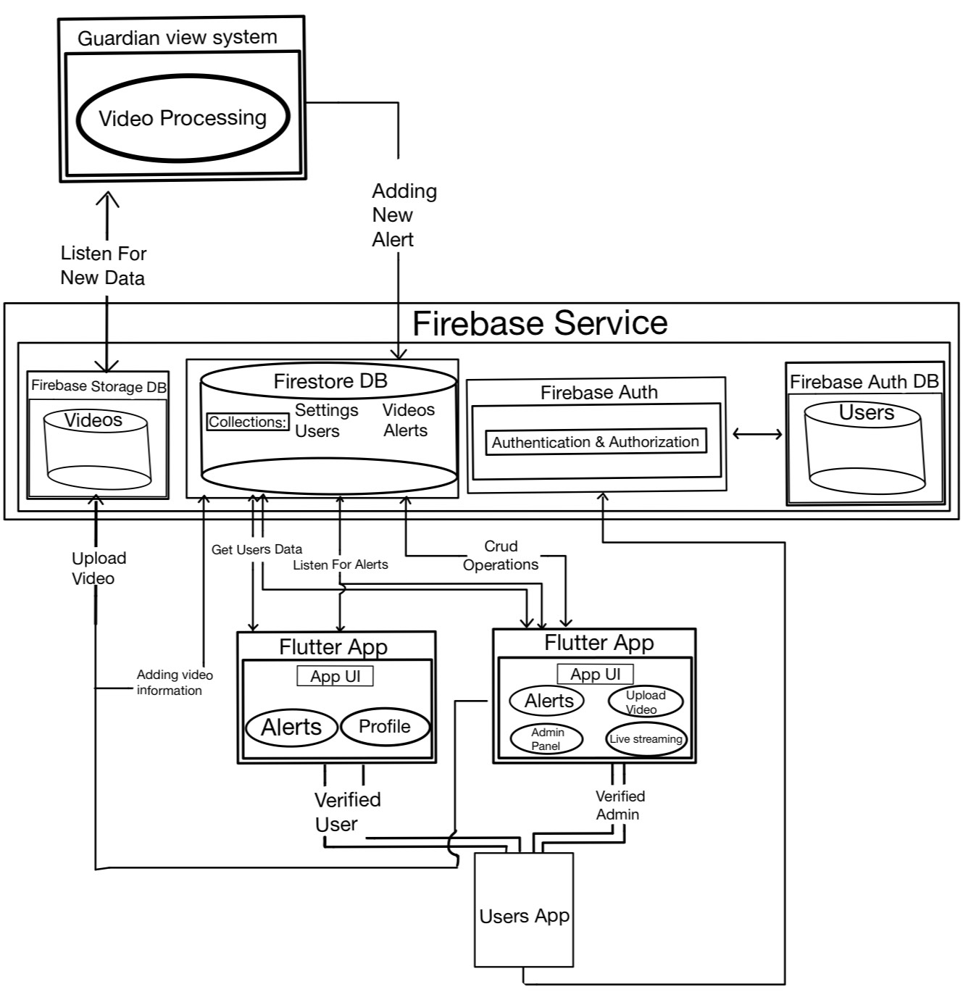 Guardian view system
Video Processing
Adding
New
Alert
Listen For
New Data
Firebase Service
Firebase Storage DB
Videos
Firestore DB
Collections:
Settings
Users
Videos
Alerts
Firebase Auth
Authentication & Authorization
Firebase Auth DB
Users
Upload
Video
Get Users Data
Listen For Alerts
Crud
Operations
Adding video
information
Flutter App
App UI
Alerts
Profile
Flutter App
App UI
Alerts
Upload
Video
Admin
Panel
Live streaming
Verified
User
Verified
Admin
Users App